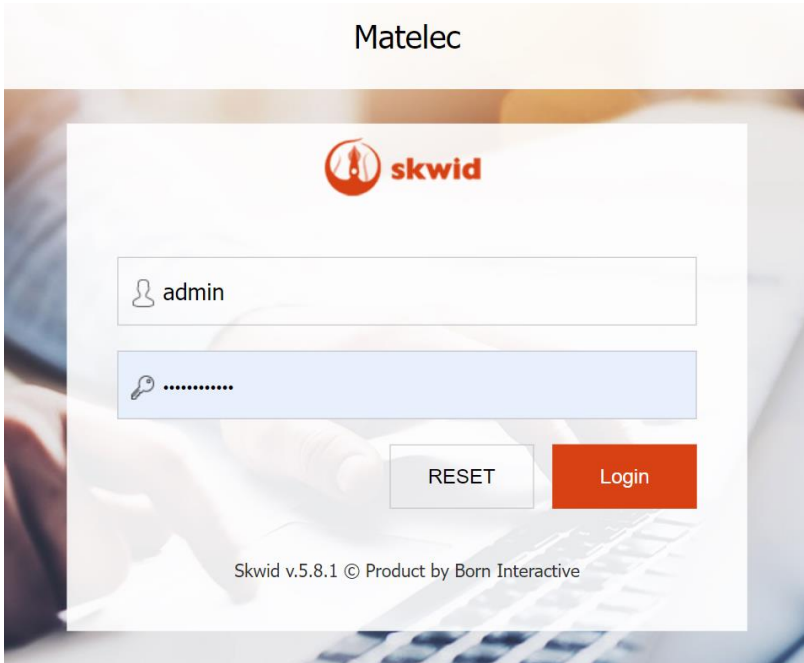 Matelec
skwid
admin
••••••••••••
RESET
Login
Skwid v.5.8.1 © Product by Born Interactive